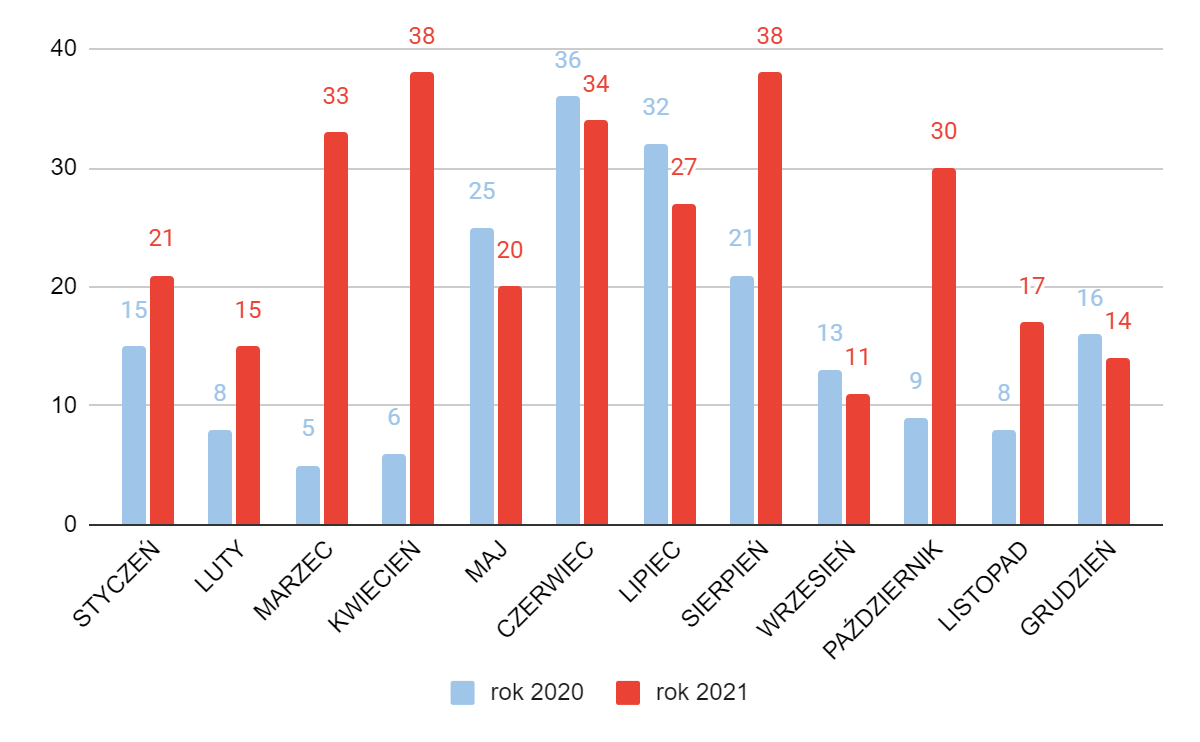 40
30
20
10
0
15
21
8
15
5
33
6
38
25
20
36
34
32
27
21
38
13
11
9
30
8
17
16
14
STYCZEŃ
LUTY
MARZEC
KWIECIEŃ
MAJ
CZERWIEC
LIPIEC
SIERPIEŃ
WRZESIEŃ
PAŹDZIERNIK
LISTOPAD
GRUDZIEŃ
rok 2020
rok 2021